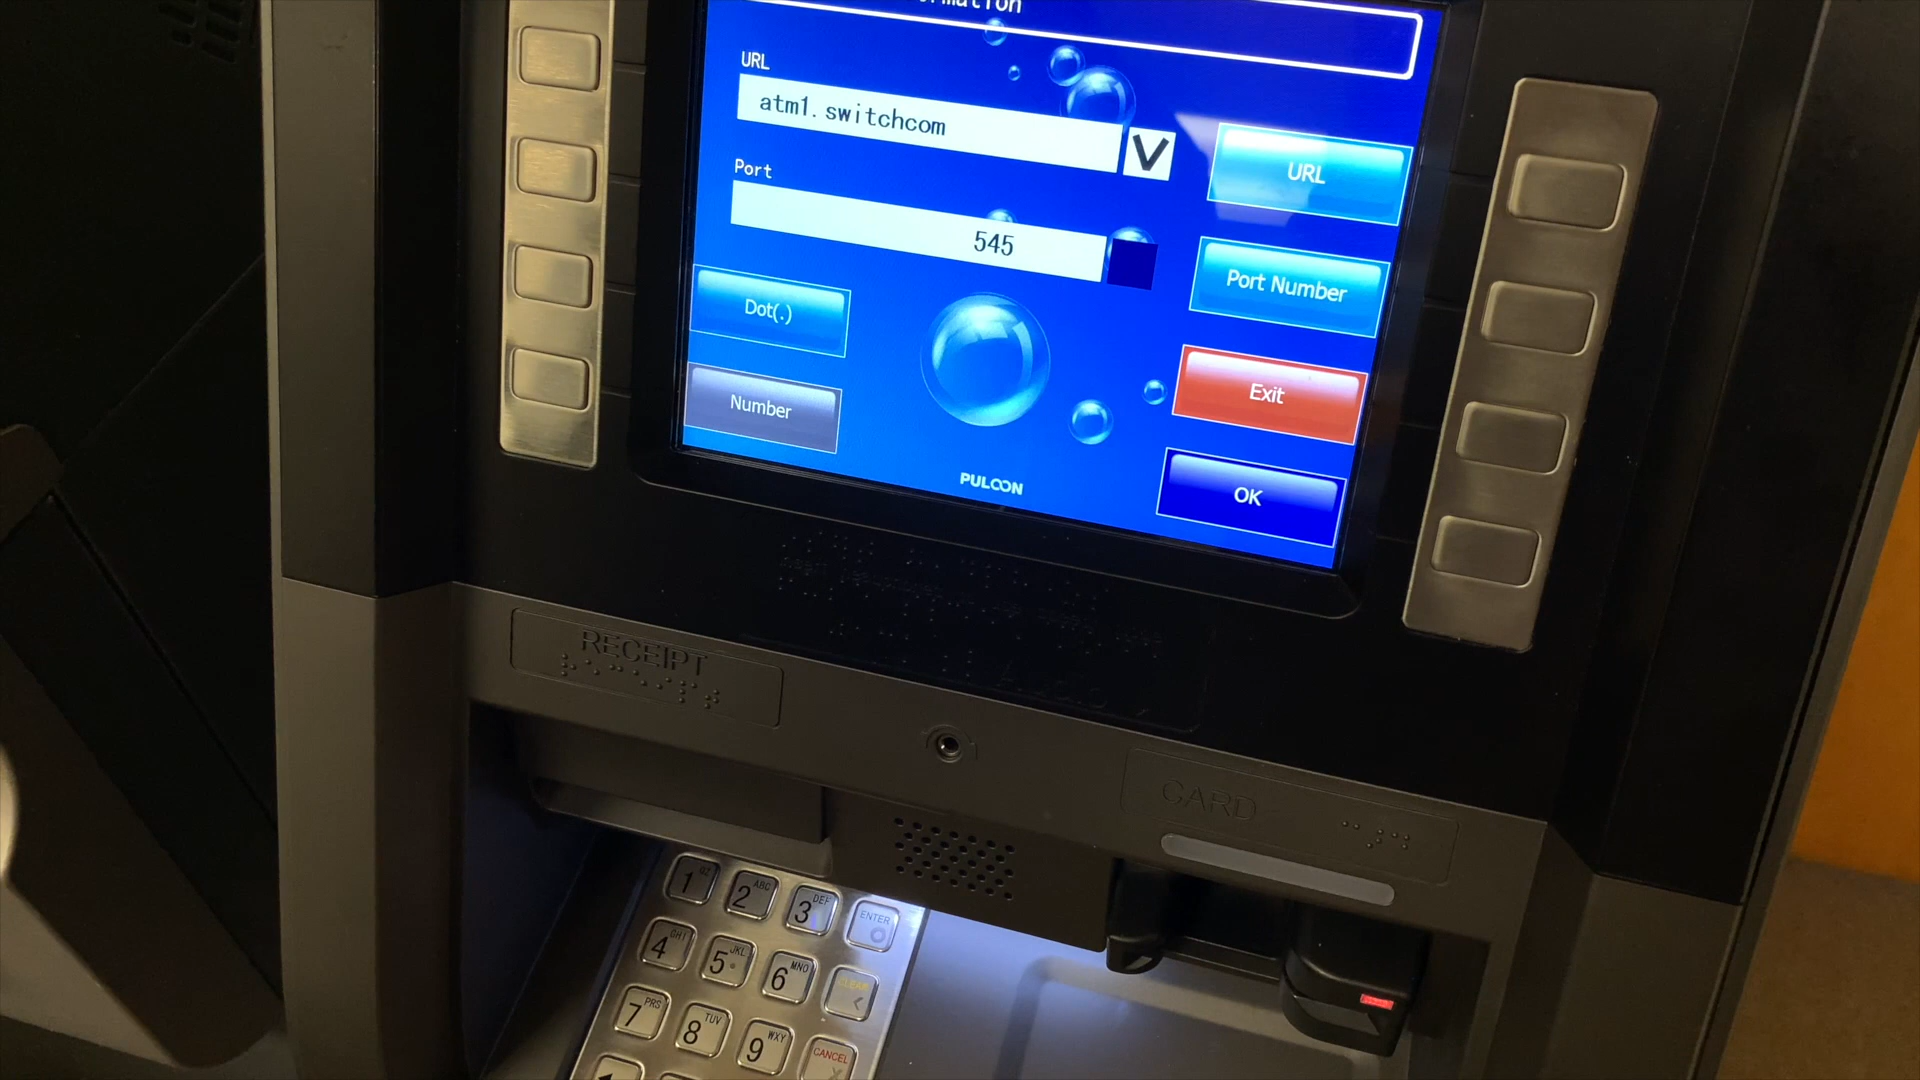 URL
atm1.switchcom
V
URL
Port
545
Port Number
Dot(.)
Exit
Number
PULOON
OK
RECEIPT
CARD
1 QZ
2 ABC
3 DEF
ENTER
4 GHI
5 JKL
6 MNO
CLEAR
<
7 PRS
8 TUV
9 WXY
CANCEL